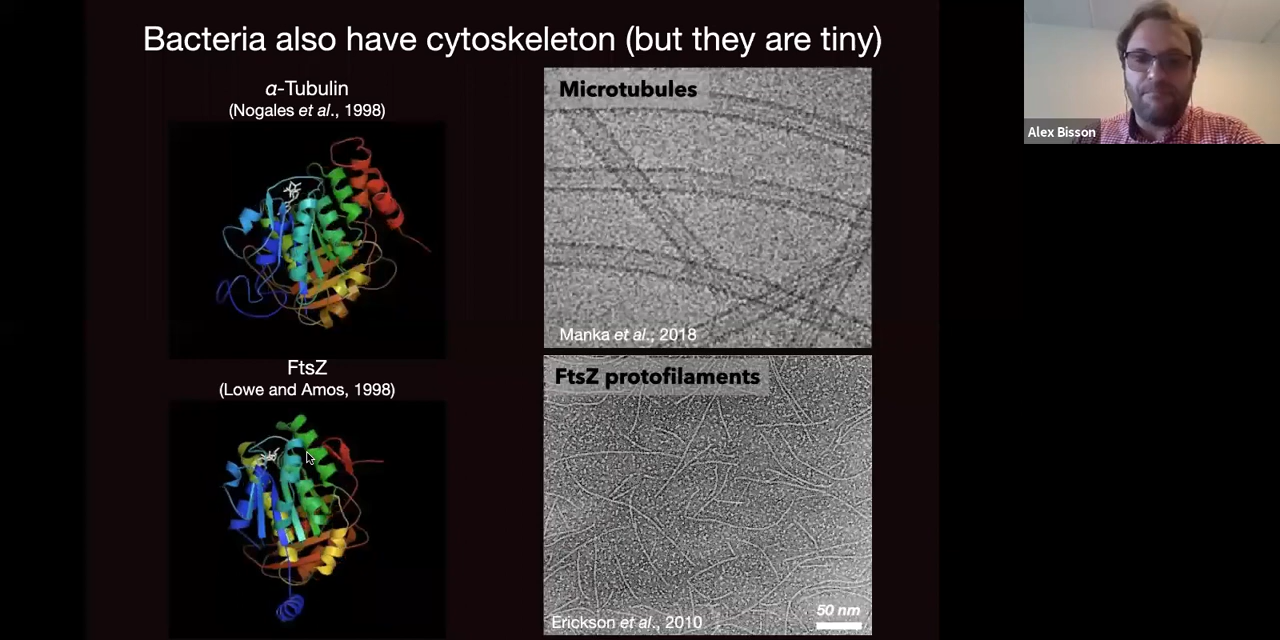 Bacteria also have cytoskeleton (but they are tiny)
α-Tubulin
(Nogales et al., 1998)
Microtubules
Manka et al., 2018
FtsZ
(Lowe and Amos, 1998)
FtsZ protofilaments
Erickson et al., 2010
50 nm
Alex Bisson